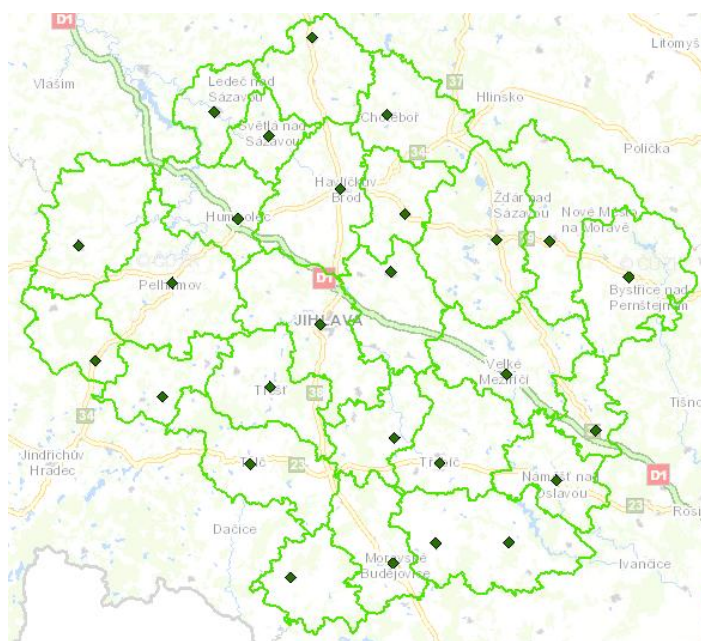 D1
Litomyš
Vlašim
Ledeč nad
Sázavou
37
Hlinsko
Světlá nad
Sázavou
Chotěboř
Polička
34
Havlíčkův
Brod
Žďár nad
Sázavou
Nové Město
na Moravě
Humpolec
D1
Pelhřimov
Bystřice nad
Pernštejnem
JIHLAVA
Velké
Meziříčí
Třešť
38
34
Tišno
Jindřichův
Hradec
Telč
23
Třebíč
Náměšť nad
Oslavou
D1
23
Rosi
Dačice
Moravské
Budějovice
Ivančice